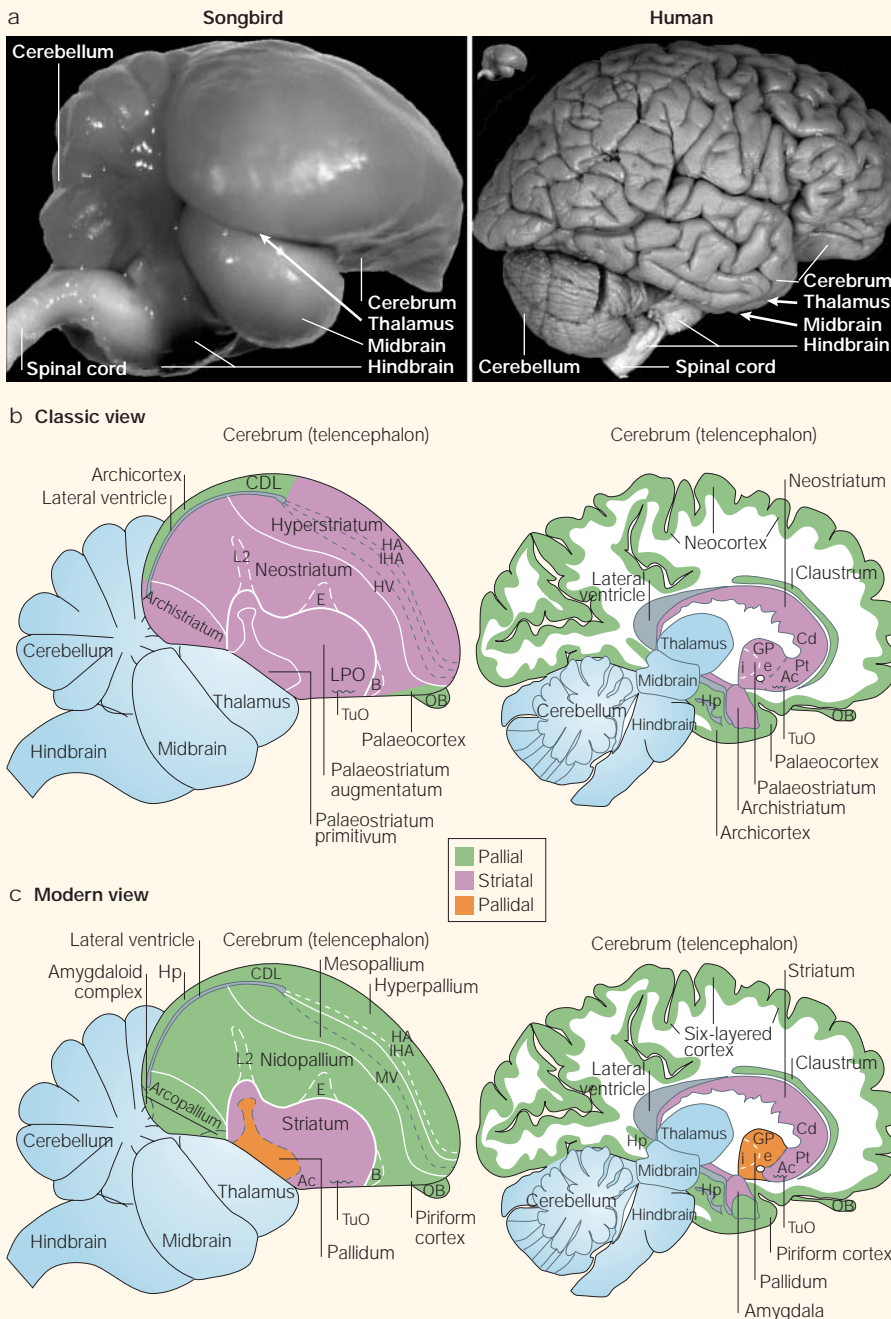 a
Songbird
Human
Cerebellum
Cerebrum
Thalamus
Midbrain
Hindbrain
Spinal cord
Cerebrum
Thalamus
Midbrain
Hindbrain
Cerebellum
Spinal cord
b Classic view
Cerebrum (telencephalon)
Archicortex
Lateral ventricle
CDL
Hyperstriatum
HA
IHA
HV
L2
Neostriatum
E
Archistriatum
Cerebellum
LPO
B
OB
Thalamus
TuO
Palaeocortex
Hindbrain
Midbrain
Palaeostriatum
augmentatum
Palaeostriatum
primitivum
Cerebrum (telencephalon)
Neostriatum
Neocortex
Claustrum
Lateral
ventricle
Thalamus
Cd
GP
i
e
Pt
Ac
Midbrain
Cerebellum
Hp
OB
Hindbrain
TuO
Palaeocortex
Palaeostriatum
Archistriatum
Archicortex
Pallial
Striatal
Pallidal
c Modern view
Lateral ventricle
Cerebrum (telencephalon)
Amygdaloid
complex
Hp
CDL
Mesopallium
Hyperpallium
HA
IHA
MV
L2
Nidopallium
E
Arcopallium
Striatum
Cerebellum
B
Ac
OB
Thalamus
TuO
Piriform
cortex
Hindbrain
Midbrain
Pallidum
Cerebrum (telencephalon)
Striatum
Six-layered
cortex
Claustrum
Lateral
ventricle
Hp
Thalamus
Cd
GP
i
e
Pt
Ac
Midbrain
Cerebellum
Hp
OB
Hindbrain
TuO
Piriform cortex
Pallidum
Amygdala